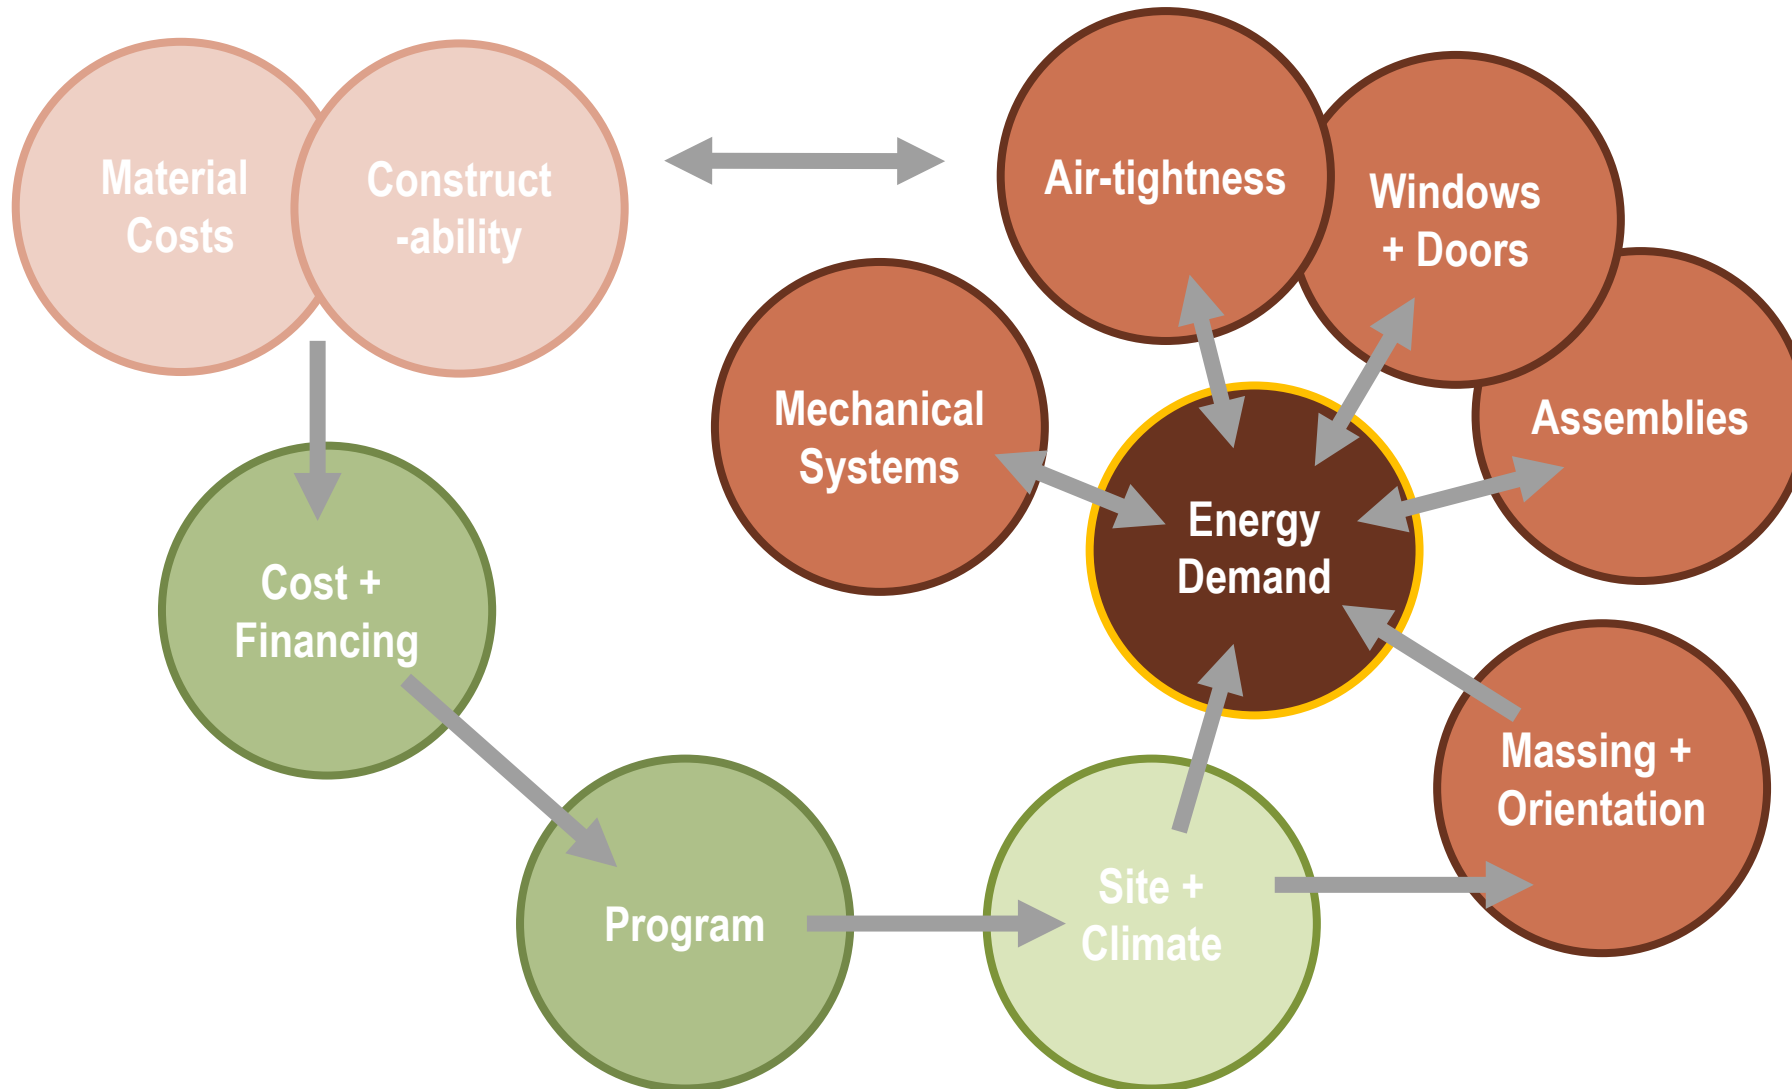 Material
Costs
Construct
-ability
Air-tightness
Windows
+ Doors
Assemblies
Mechanical
Systems
Energy
Demand
Cost +
Financing
Massing +
Orientation
Program
Site +
Climate